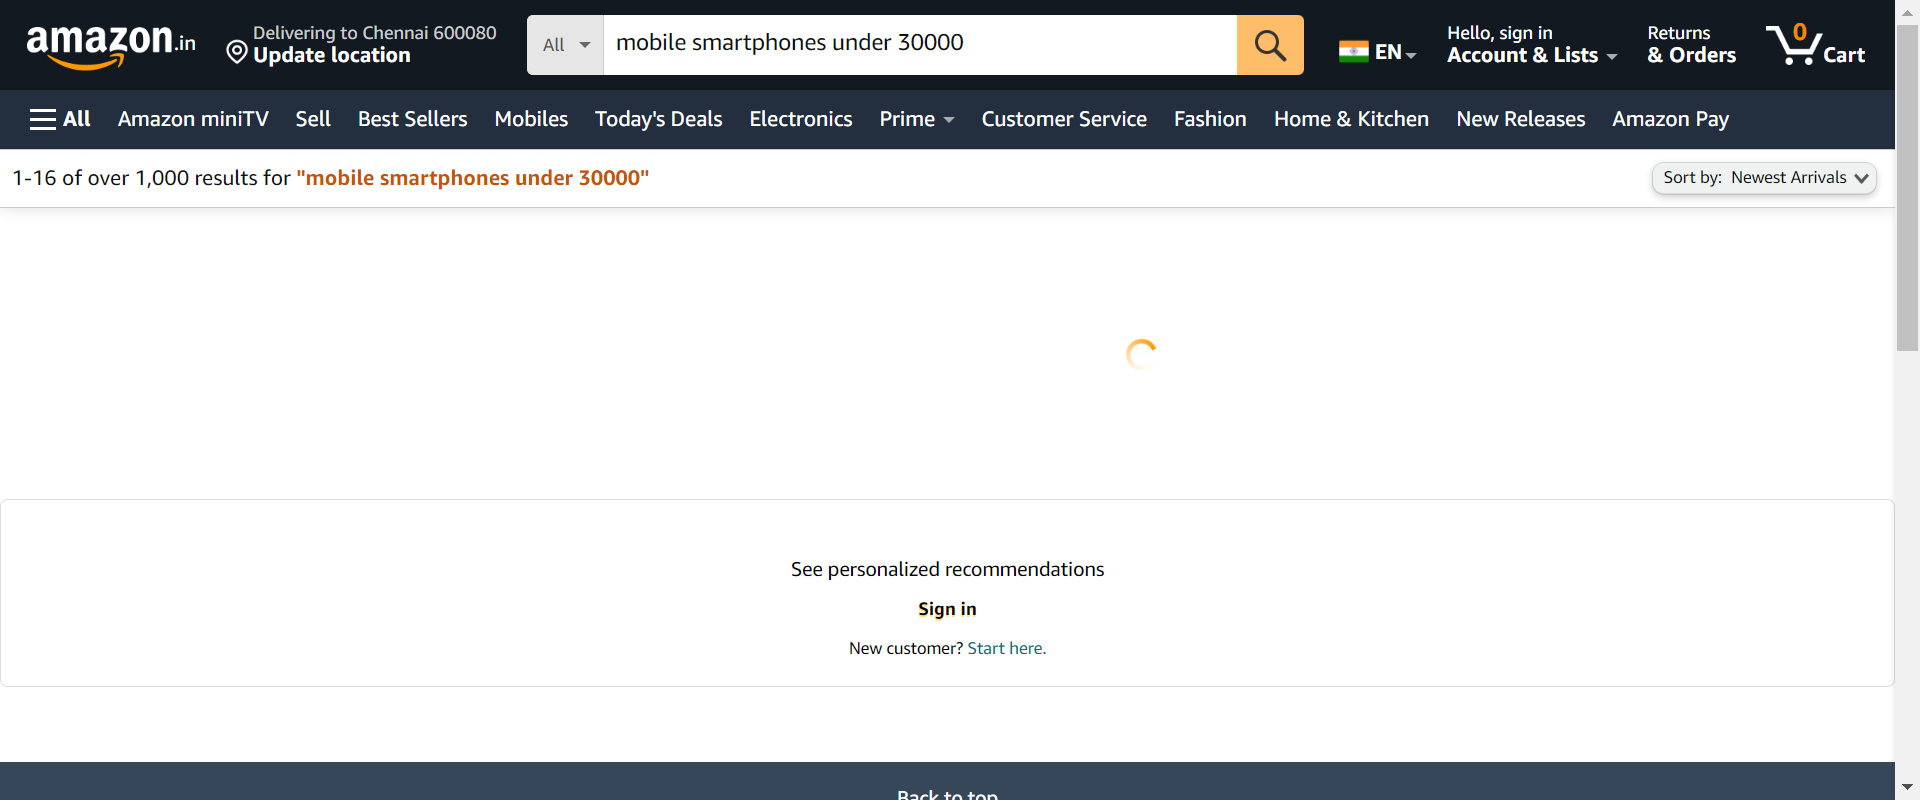 amazon.in
Delivering to Chennai 600080
Update location
All
mobile smartphones under 30000
EN
Hello, sign in
Account & Lists
Returns
& Orders
0
Cart
All
Amazon miniTV
Sell
Best Sellers
Mobiles
Today's Deals
Electronics
Prime
Customer Service
Fashion
Home & Kitchen
New Releases
Amazon Pay
1-16 of over 1,000 results for "mobile smartphones under 30000"
Sort by: Newest Arrivals
See personalized recommendations
Sign in
New customer? Start here.
Back to top